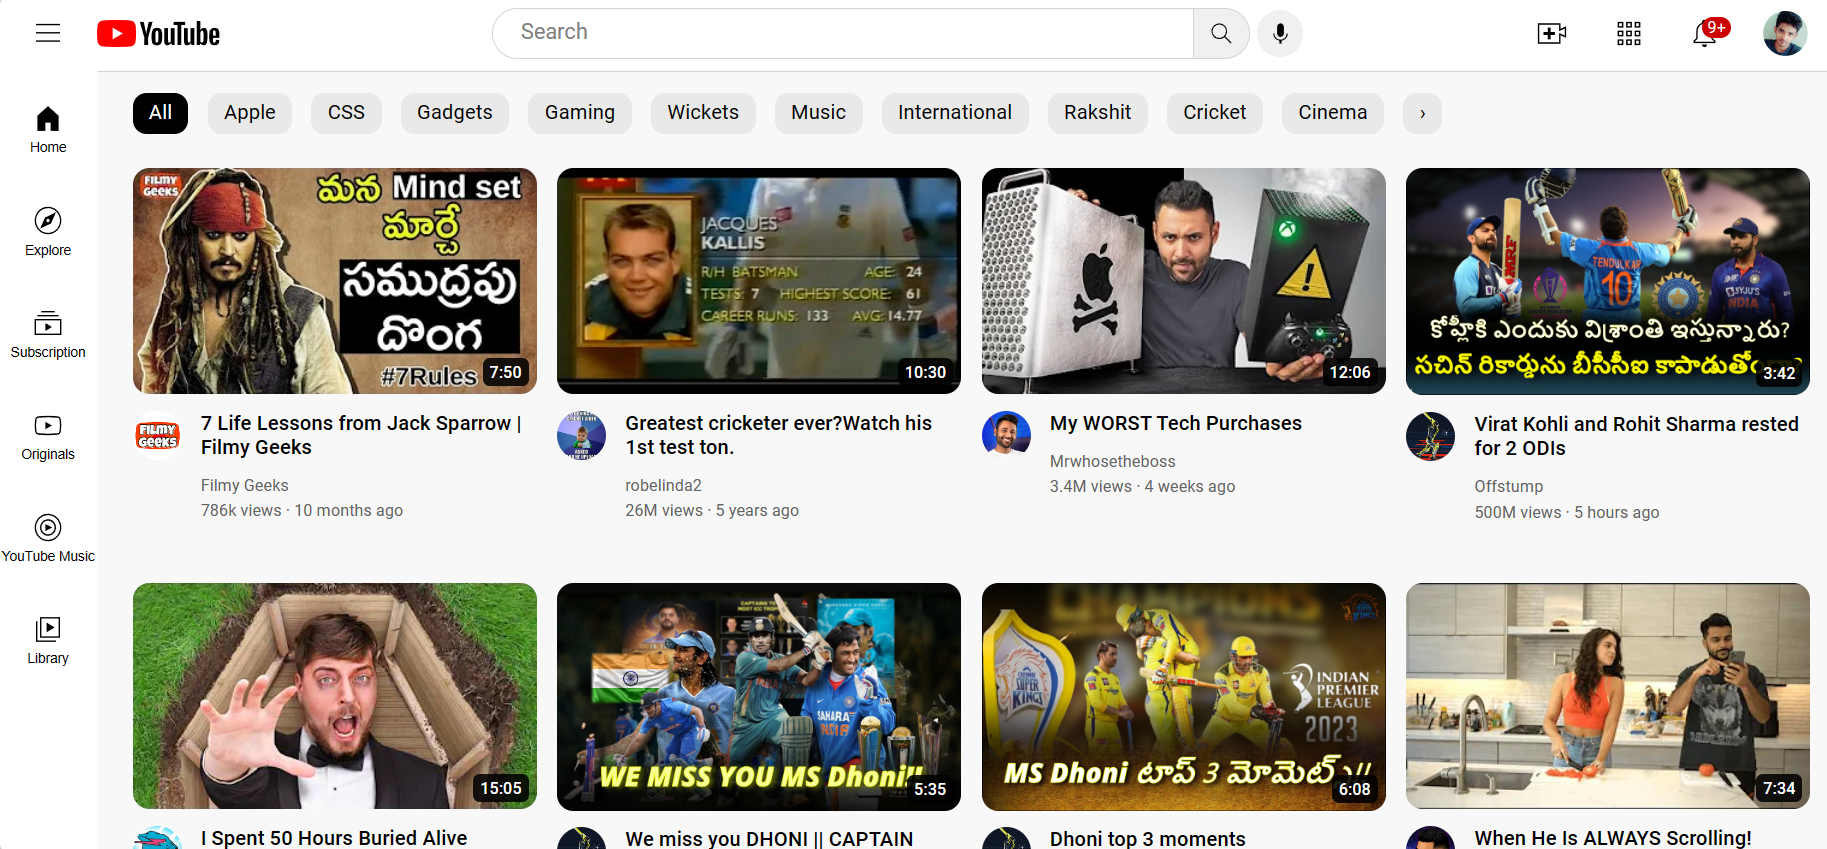 YouTube
Search
9+
Home
Explore
Subscription
Originals
YouTube Music
Library
All
Apple
CSS
Gadgets
Gaming
Wickets
Music
International
Rakshit
Cricket
Cinema
›
FILMY
GEEKS
మన Mind set
మార్చే
సముద్రపు
దొంగ
#7Rules
7:50
JACQUES
KALLIS
R/H BATSMAN AGE: 24
TESTS: 7 HIGHEST SCORE: 61
CAREER RUNS: 133 AVG: 14.77
10:30
12:06
MRF
TENDULKAR
10
BYJU'S
INDIA
కోహ్లీకి ఎందుకు విశ్రాంతి ఇస్తున్నారు?
సచిన్ రికార్డును బీసీసీఐ కాపాడుతోం
3:42
FILMY
GEEKS
7 Life Lessons from Jack Sparrow |
Filmy Geeks
Filmy Geeks
786k views · 10 months ago
Greatest cricketer ever?Watch his
1st test ton.
robelinda2
26M views · 5 years ago
My WORST Tech Purchases
Mrwhosetheboss
3.4M views · 4 weeks ago
Virat Kohli and Rohit Sharma rested
for 2 ODIs
Offstump
500M views · 5 hours ago
15:05
SAHARA
INDIA
WE MISS YOU MS Dhoni!!
5:35
CHAMPIONS
CHENNAI
SUPER
KINGS
INDIAN
PREMIER
LEAGUE
2023
MS Dhoni టాప్ 3 మోమెట్స్!!
6:08
7:34
I Spent 50 Hours Buried Alive
We miss you DHONI || CAPTAIN
Dhoni top 3 moments
When He Is ALWAYS Scrolling!